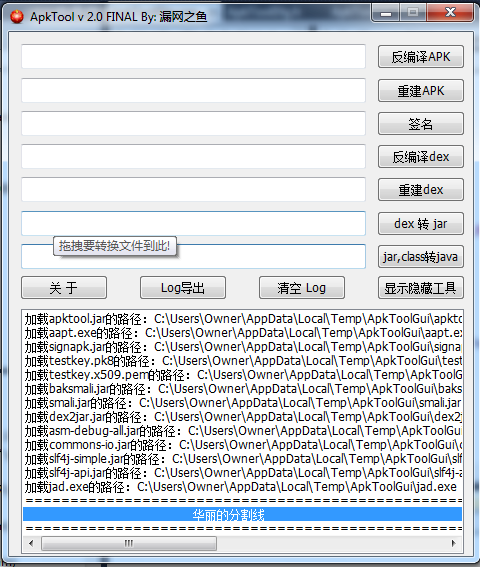 ApkTool v 2.0 FINAL By: 漏网之鱼
反编译APK
重建APK
签名
反编译dex
重建dex
dex 转 jar
拖拽要转换文件到此!
jar,class转java
关 于
Log导出
清空 Log
显示隐藏工具
加载apktool.jar的路径：C:\Users\Owner\AppData\Local\Temp\ApkToolGui\apkto
加载aapt.exe的路径：C:\Users\Owner\AppData\Local\Temp\ApkToolGui\aapt.ex
加载signapk.jar的路径：C:\Users\Owner\AppData\Local\Temp\ApkToolGui\signa
加载testkey.pk8的路径：C:\Users\Owner\AppData\Local\Temp\ApkToolGui\test
加载testkey.x509.pem的路径：C:\Users\Owner\AppData\Local\Temp\ApkToolGui\
加载baksmali.jar的路径：C:\Users\Owner\AppData\Local\Temp\ApkToolGui\baks
加载smali.jar的路径：C:\Users\Owner\AppData\Local\Temp\ApkToolGui\smali.jar
加载dex2jar.jar的路径：C:\Users\Owner\AppData\Local\Temp\ApkToolGui\dex2j
加载asm-debug-all.jar的路径：C:\Users\Owner\AppData\Local\Temp\ApkToolGui\
加载commons-io.jar的路径：C:\Users\Owner\AppData\Local\Temp\ApkToolGui\c
加载slf4j-simple.jar的路径：C:\Users\Owner\AppData\Local\Temp\ApkToolGui\slf
加载slf4j-api.jar的路径：C:\Users\Owner\AppData\Local\Temp\ApkToolGui\slf4j-a
加载jad.exe的路径：C:\Users\Owner\AppData\Local\Temp\ApkToolGui\jad.exe
华丽的分割线